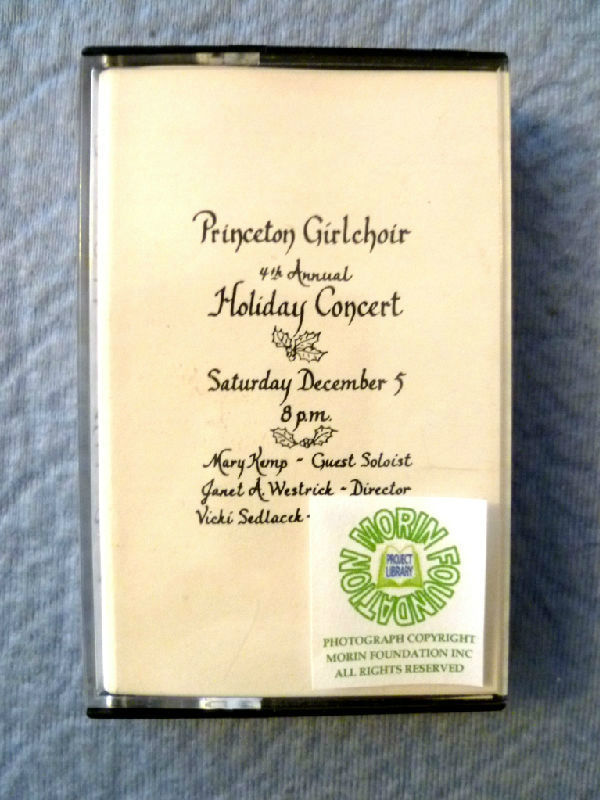 Princeton Girlchoir
4th Annual
Holiday Concert
Saturday December 5
8 p.m.
Mary Kemp ~ Guest Soloist
Janet A. Westrick ~ Director
Vicki Sedlacek -
MORIN FOUNDATION
PROJECT
LIBRARY
PHOTOGRAPH COPYRIGHT
MORIN FOUNDATION INC
ALL RIGHTS RESERVED